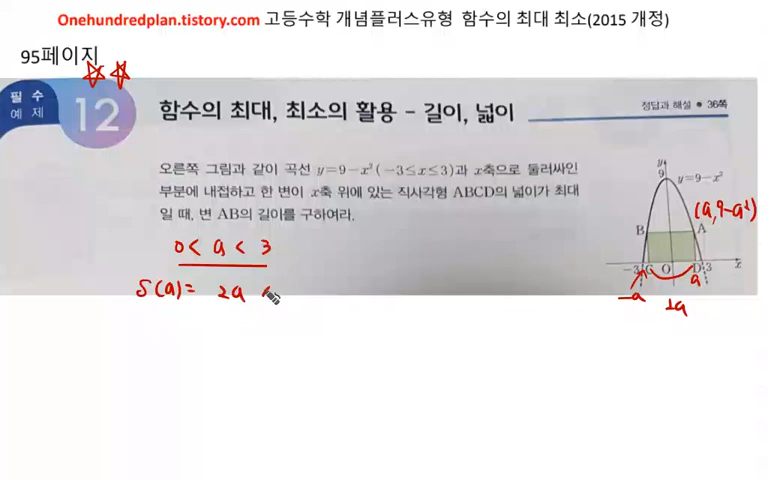 Onehundredplan.tistory.com 고등수학 개념플러스유형 함수의 최대 최소(2015 개정)
95페이지
필수 예제 12 함수의 최대, 최소의 활용 - 길이, 넓이
정답과 해설 • 36쪽
오른쪽 그림과 같이 곡선 y=9-x²(-3≤x≤3)과 x축으로 둘러싸인
부분에 내접하고 한 변이 x축 위에 있는 직사각형 ABCD의 넓이가 최대
일 때, 변 AB의 길이를 구하여라.
y
9
y=9-x²
(a, 9-a²)
B
A
-3
C
O
D
3
x
-a
a
2a
0 < a < 3
S(a) = 2a (